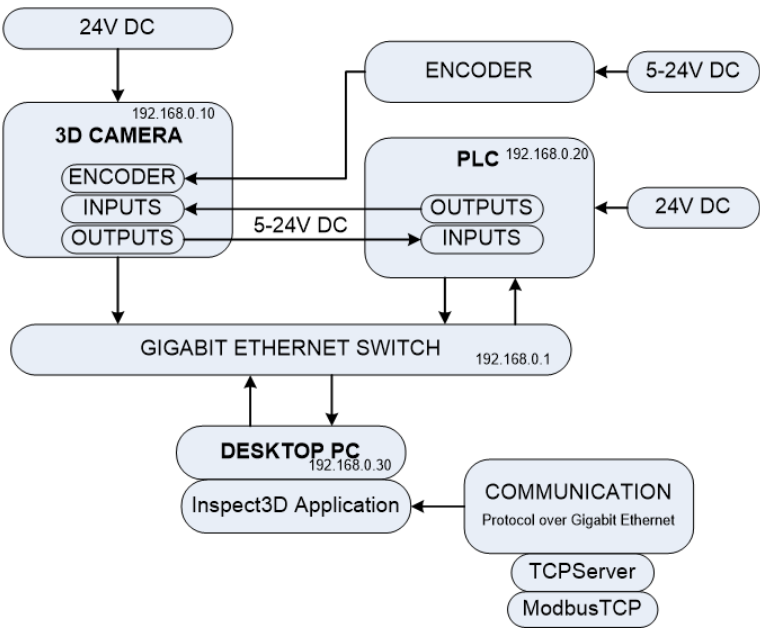 24V DC
ENCODER
5-24V DC
192.168.0.10
3D CAMERA
ENCODER
INPUTS
OUTPUTS
5-24V DC
PLC
192.168.0.20
OUTPUTS
INPUTS
24V DC
GIGABIT ETHERNET SWITCH
192.168.0.1
DESKTOP PC
192.168.0.30
Inspect3D Application
COMMUNICATION
Protocol over Gigabit Ethernet
TCPServer
ModbusTCP